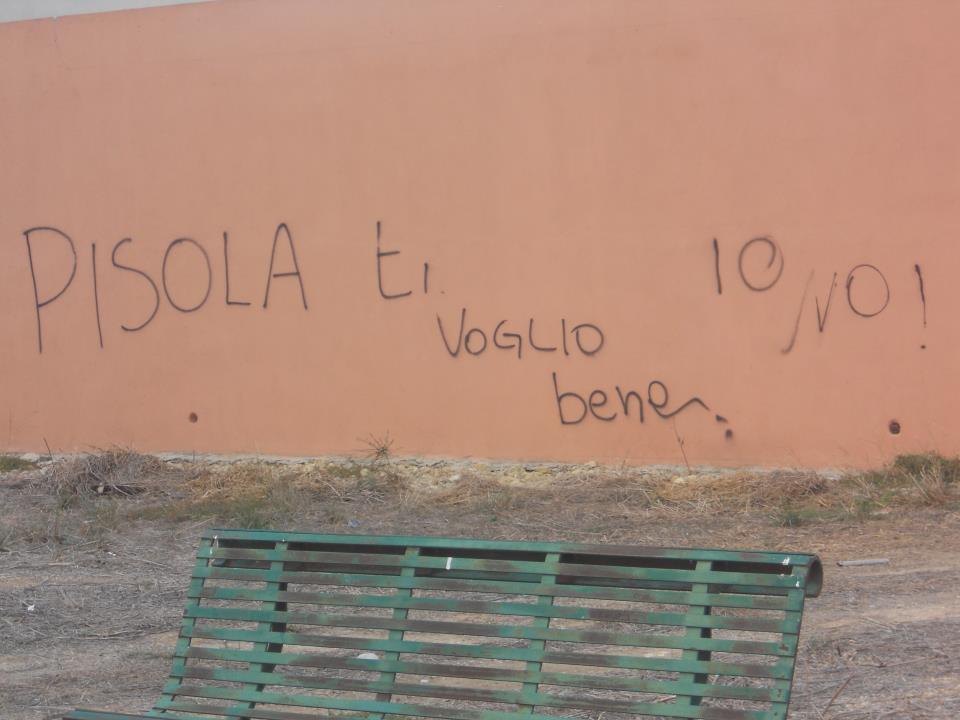 PISOLA ti
VOGLIO
bene
IO NO!